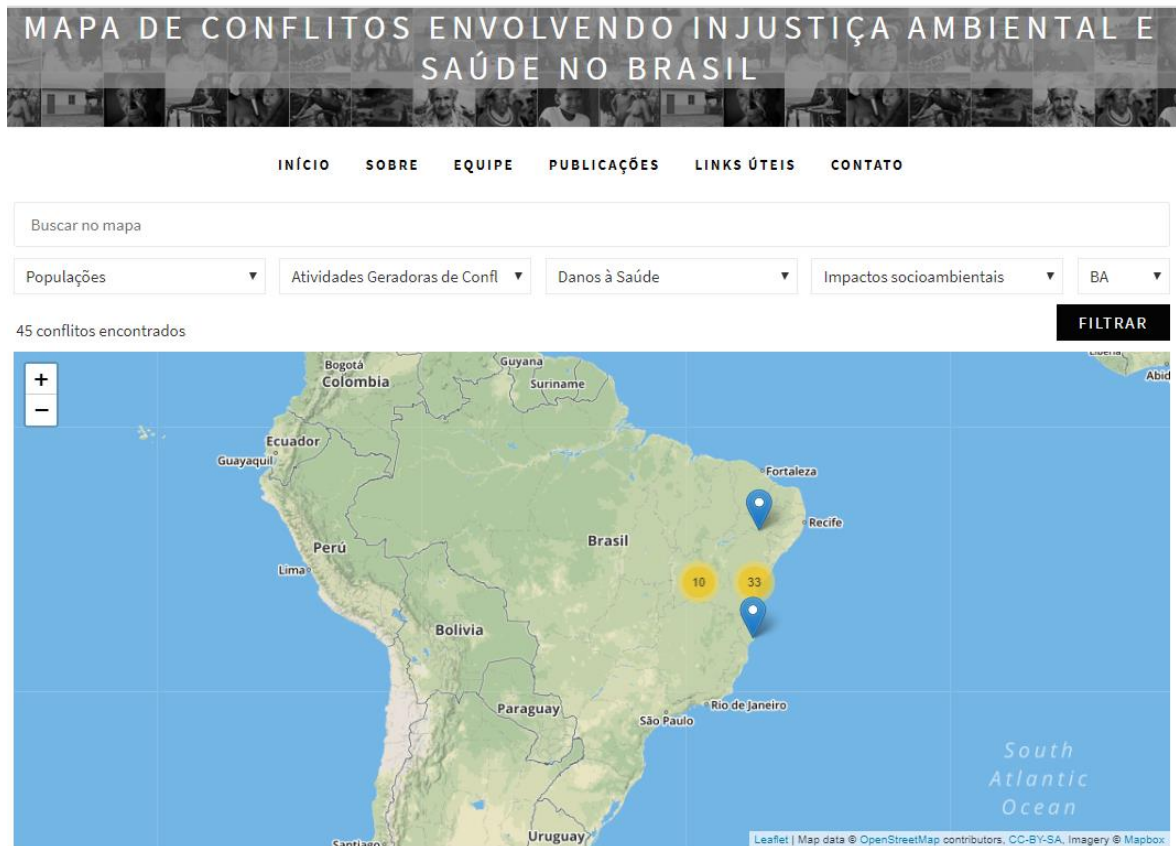 MAPA DE CONFLITOS ENVOLVENDO INJUSTIÇA AMBIENTAL E
SAÚDE NO BRASIL
INÍCIO SOBRE EQUIPE PUBLICAÇÕES LINKS ÚTEIS CONTATO
Buscar no mapa
Populações Atividades Geradoras de Confl Danos à Saúde Impactos socioambientais BA
45 conflitos encontrados
FILTRAR
+
−
Bogotá
Colombia
Guyana
Suriname
Liberia
Abid
Ecuador
Guayaquil
Fortaleza
Recife
Brasil
Perú
Lima
10
33
Bolivia
Paraguay
São Paulo
Rio de Janeiro
South
Atlantic
Ocean
Uruguay
Santiago
Leaflet | Map data © OpenStreetMap contributors, CC-BY-SA, Imagery © Mapbox